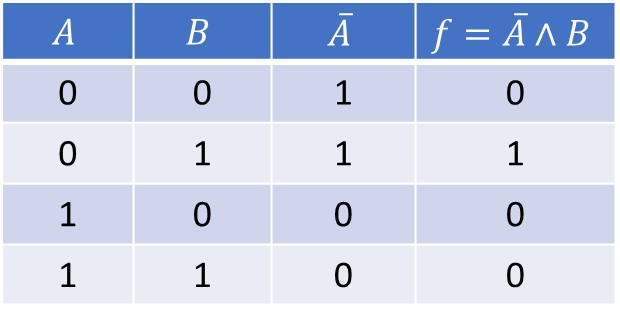 A B Ā f = Ā ∧ B
0 0 1 0
0 1 1 1
1 0 0 0
1 1 0 0